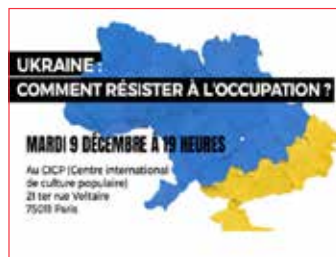 UKRAINE :
COMMENT RÉSISTER À L'OCCUPATION ?
MARDI 9 DÉCEMBRE À 19 HEURES
Au CICP (Centre international
de culture populaire)
21 ter rue Voltaire
75011 Paris